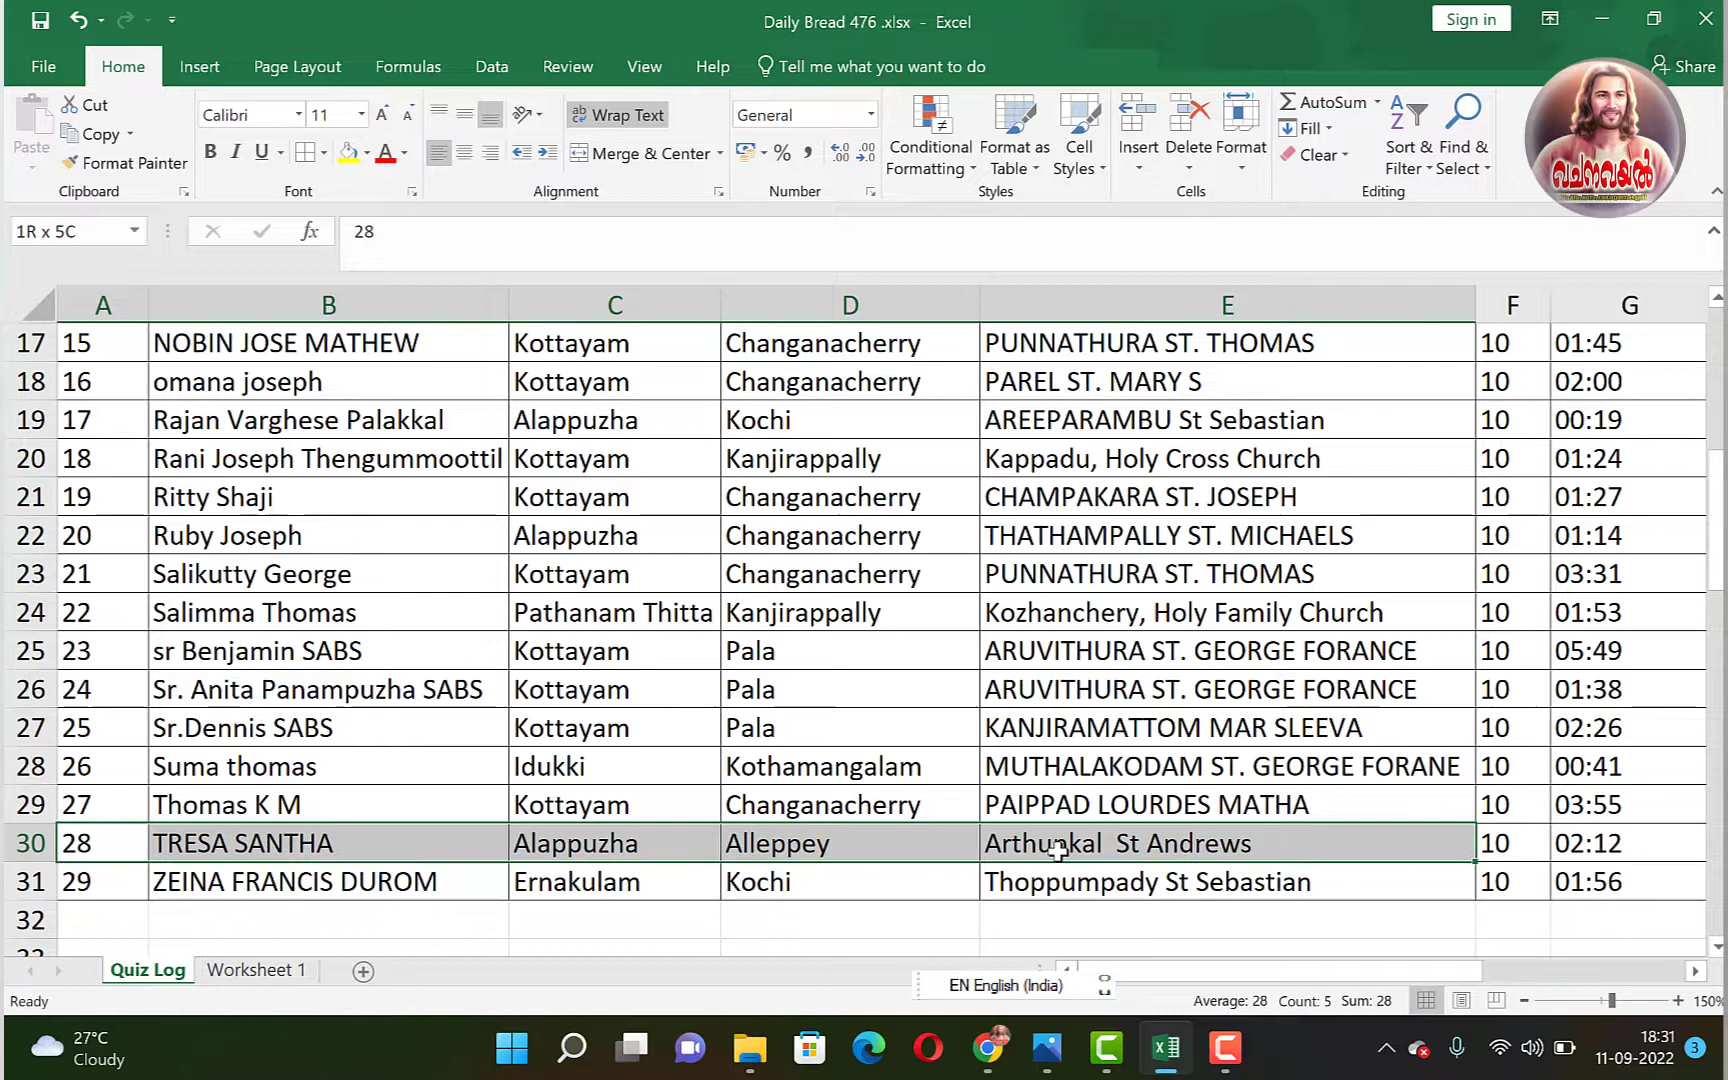 Daily Bread 476 .xlsx - Excel
Sign in
File Home Insert Page Layout Formulas Data Review View Help Tell me what you want to do Share
Paste
Cut
Copy
Format Painter
Clipboard
Calibri 11
B I U
Font
Wrap Text
Merge & Center
Alignment
General
Number
Conditional Formatting
Format as Table
Cell Styles
Styles
Insert Delete Format
Cells
AutoSum
Fill
Clear
Sort & Filter
Find & Select
Editing
വചനവയൽ
1R x 5C fx 28
A B C D E F G
17 15 NOBIN JOSE MATHEW Kottayam Changanacherry PUNNATHURA ST. THOMAS 10 01:45
18 16 omana joseph Kottayam Changanacherry PAREL ST. MARY S 10 02:00
19 17 Rajan Varghese Palakkal Alappuzha Kochi AREEPARAMBU St Sebastian 10 00:19
20 18 Rani Joseph Thengummoottil Kottayam Kanjirappally Kappadu, Holy Cross Church 10 01:24
21 19 Ritty Shaji Kottayam Changanacherry CHAMPAKARA ST. JOSEPH 10 01:27
22 20 Ruby Joseph Alappuzha Changanacherry THATHAMPALLY ST. MICHAELS 10 01:14
23 21 Salikutty George Kottayam Changanacherry PUNNATHURA ST. THOMAS 10 03:31
24 22 Salimma Thomas Pathanam Thitta Kanjirappally Kozhanchery, Holy Family Church 10 01:53
25 23 sr Benjamin SABS Kottayam Pala ARUVITHURA ST. GEORGE FORANCE 10 05:49
26 24 Sr. Anita Panampuzha SABS Kottayam Pala ARUVITHURA ST. GEORGE FORANCE 10 01:38
27 25 Sr.Dennis SABS Kottayam Pala KANJIRAMATTOM MAR SLEEVA 10 02:26
28 26 Suma thomas Idukki Kothamangalam MUTHALAKODAM ST. GEORGE FORANE 10 00:41
29 27 Thomas K M Kottayam Changanacherry PAIPPAD LOURDES MATHA 10 03:55
30 28 TRESA SANTHA Alappuzha Alleppey Arthunkal St Andrews 10 02:12
31 29 ZEINA FRANCIS DUROM Ernakulam Kochi Thoppumpady St Sebastian 10 01:56
32
Quiz Log Worksheet 1
EN English (India)
Ready Average: 28 Count: 5 Sum: 28 150%
27°C
Cloudy
18:31
11-09-2022
3